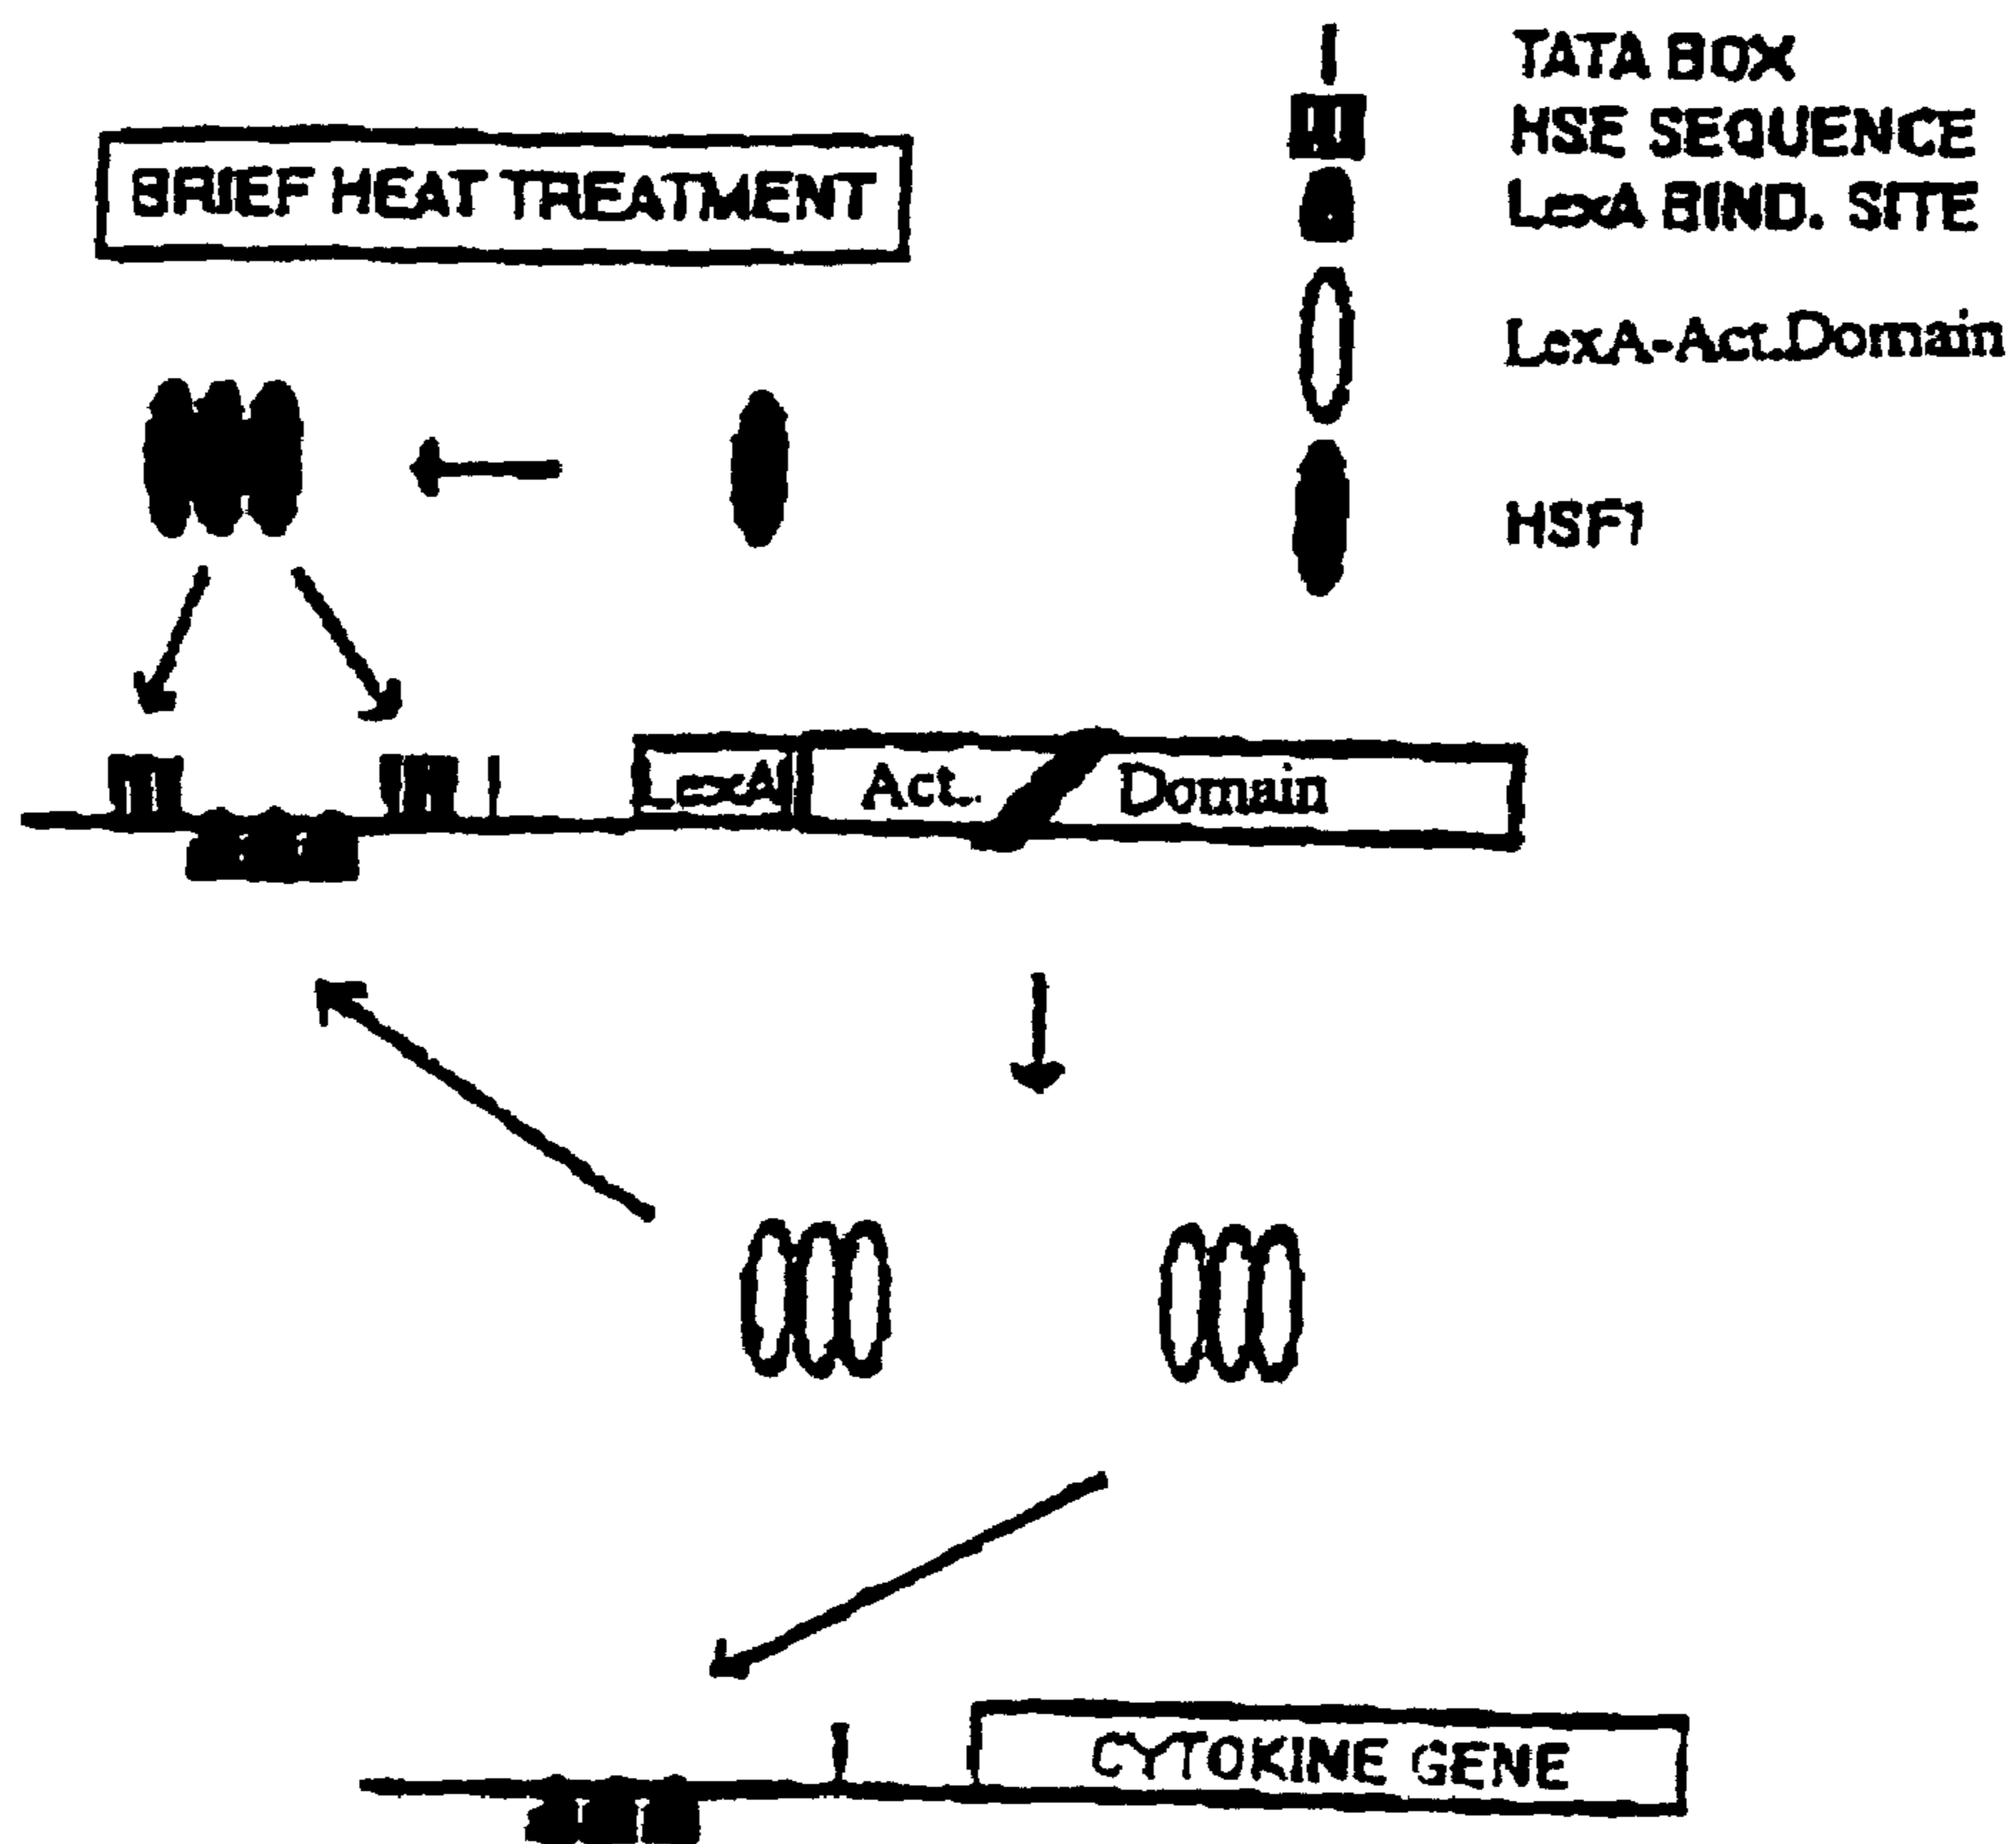 TATA BOX
HSE SEQUENCE
BRIEF HEAT TREATMENT
LexA BIND. SITE
LexA-Act.Domain
HSF1
LexA Act. Domain
CYTOKINE GENE